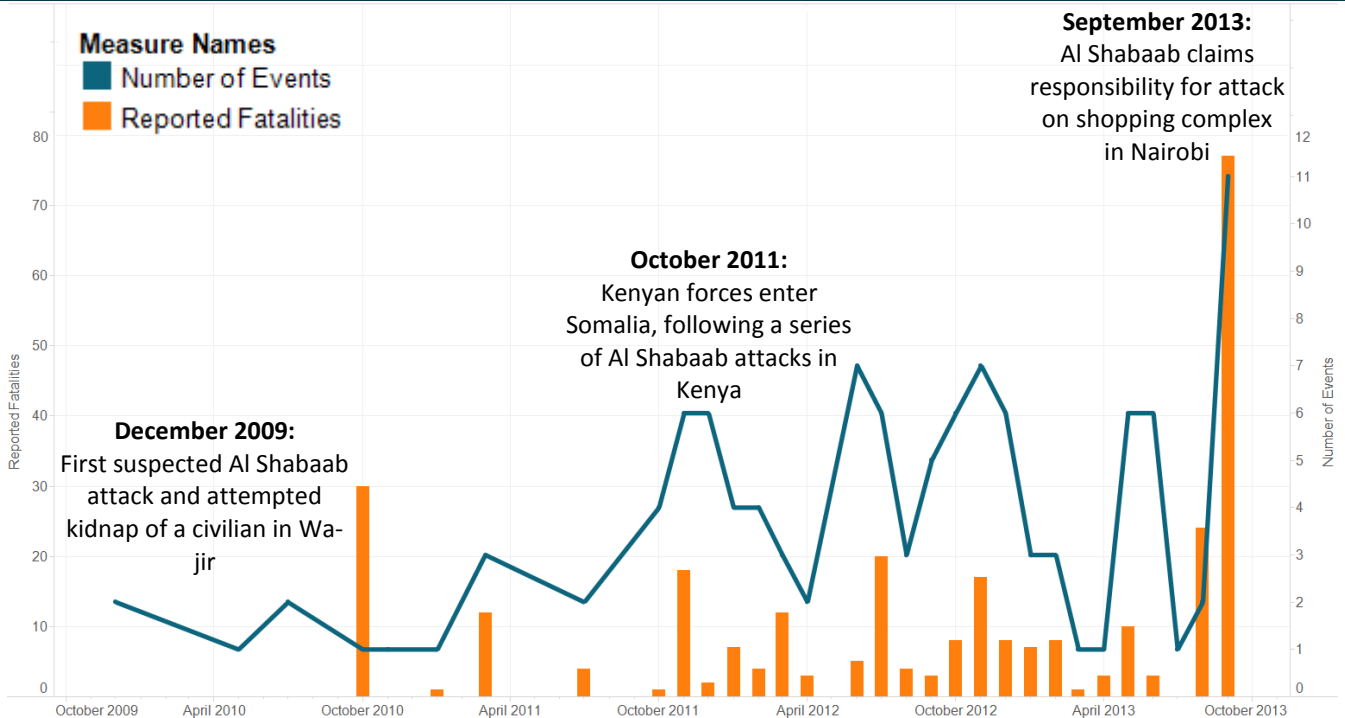 Measure Names
Number of Events
Reported Fatalities
September 2013:
Al Shabaab claims
responsibility for attack
on shopping complex
in Nairobi
October 2011:
Kenyan forces enter
Somalia, following a series
of Al Shabaab attacks in
Kenya
December 2009:
First suspected Al Shabaab
attack and attempted
kidnap of a civilian in Wa-
jir
Reported Fatalities
80
70
60
50
40
30
20
10
0
Number of Events
12
11
10
9
8
7
6
5
4
3
2
1
0
October 2009
April 2010
October 2010
April 2011
October 2011
April 2012
October 2012
April 2013
October 2013